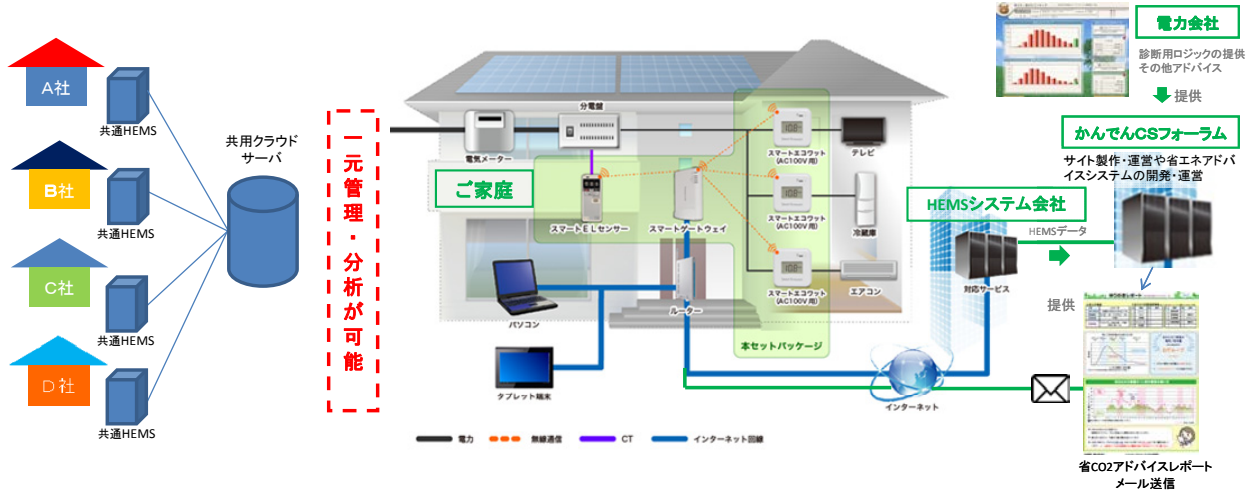 A社
共通HEMS
B社
共通HEMS
C社
共通HEMS
D社
共通HEMS
共用クラウド
サーバ
一元管理・分析が可能
分電盤
電気メーター
ご家庭
スマートELセンサー
スマートゲートウェイ
スマートエコワット
(AC100V用)
テレビ
スマートエコワット
(AC100V用)
冷蔵庫
スマートエコワット
(AC100V用)
エアコン
パソコン
ルーター
本セットパッケージ
タブレット端末
インターネット
電力
無線通信
CT
インターネット回線
電力会社
診断用ロジックの提供
その他アドバイス
提供
かんでんCSフォーラム
サイト製作・運営や省エネアドバ
イスシステムの開発・運営
HEMSシステム会社
HEMSデータ
対応サービス
提供
省CO2アドバイスレポート
メール送信